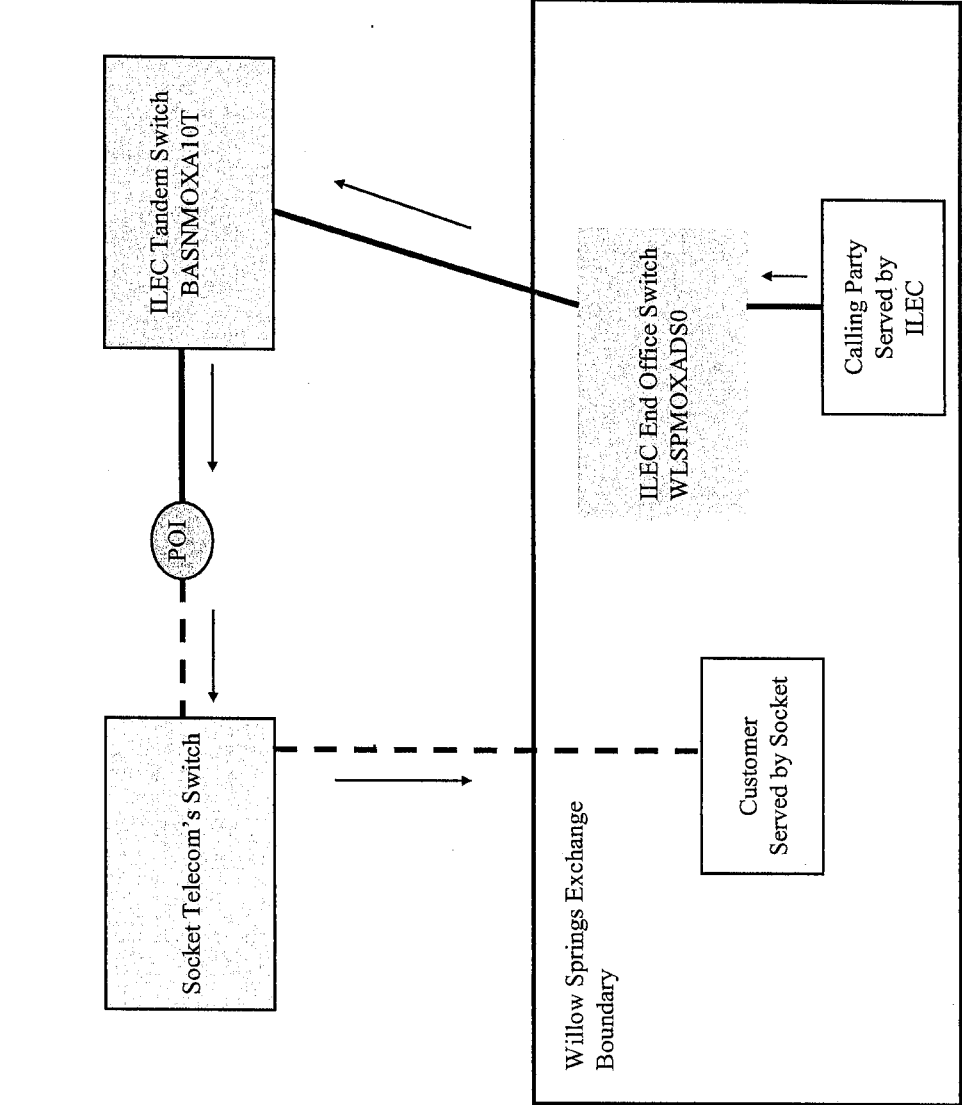 Socket Telecom's Switch
POI
ILEC Tandem Switch
BASNMOXA10T
Willow Springs Exchange
Boundary
ILEC End Office Switch
WLSPMOXADS0
Customer
Served by Socket
Calling Party
Served by
ILEC